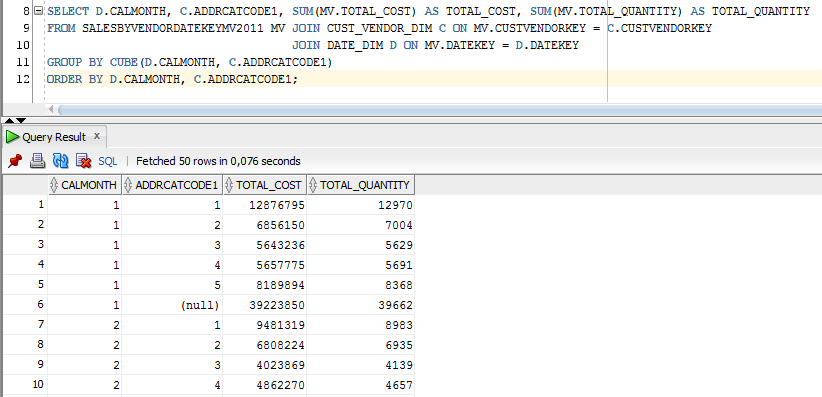 8 SELECT D.CALMONTH, C.ADDRCATCODE1, SUM(MV.TOTAL_COST) AS TOTAL_COST, SUM(MV.TOTAL_QUANTITY) AS TOTAL_QUANTITY
9 FROM SALESBYVENDORDATEKEYMV2011 MV JOIN CUST_VENDOR_DIM C ON MV.CUSTVENDORKEY = C.CUSTVENDORKEY
10 JOIN DATE_DIM D ON MV.DATEKEY = D.DATEKEY
11 GROUP BY CUBE(D.CALMONTH, C.ADDRCATCODE1)
12 ORDER BY D.CALMONTH, C.ADDRCATCODE1;
Query Result x
SQL | Fetched 50 rows in 0,076 seconds
CALMONTH ADDRCATCODE1 TOTAL_COST TOTAL_QUANTITY
1 1 1 12876795 12970
2 1 2 6856150 7004
3 1 3 5643236 5629
4 1 4 5657775 5691
5 1 5 8189894 8368
6 1 (null) 39223850 39662
7 2 1 9481319 8983
8 2 2 6808224 6935
9 2 3 4023869 4139
10 2 4 4862270 4657